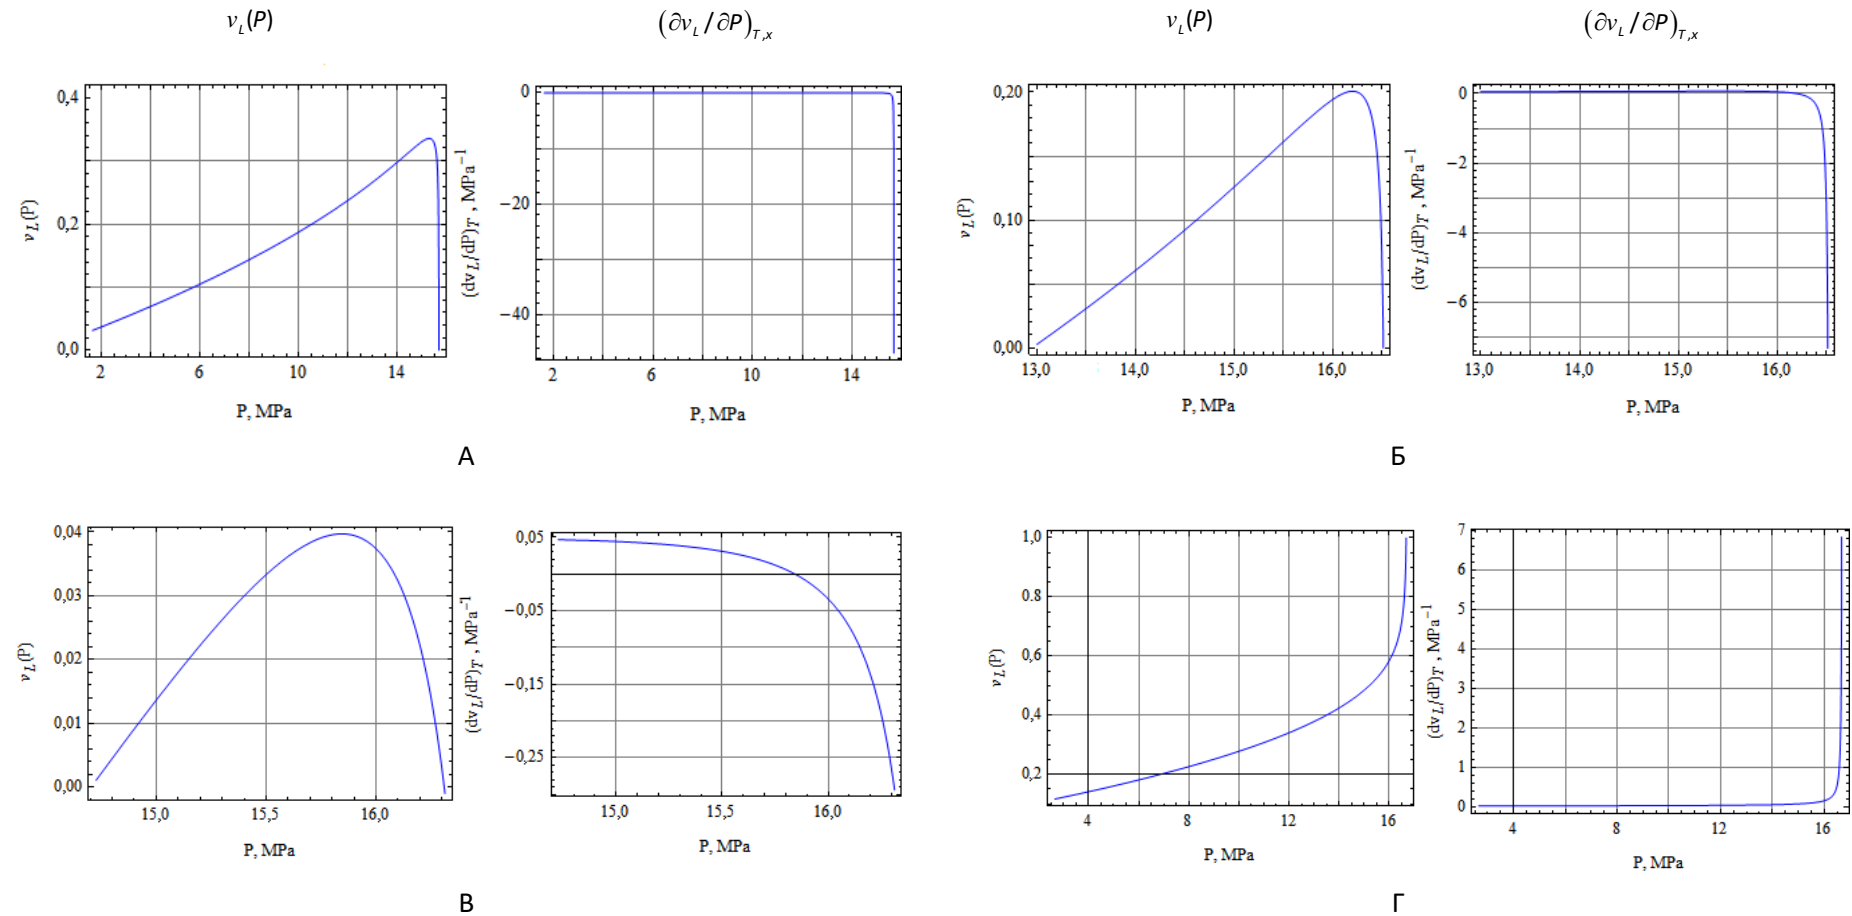 v_L(P)
(∂v_L / ∂P)_{T,x}
v_L(P)
(∂v_L / ∂P)_{T,x}
0,4
0,2
0,0
v_L(P)
2 6 10 14
P, MPa
0
−20
−40
(dv_L/dP)_T , MPa^{−1}
2 6 10 14
P, MPa
А
0,20
0,10
0,00
v_L(P)
13,0 14,0 15,0 16,0
P, MPa
0
−2
−4
−6
(dv_L/dP)_T , MPa^{−1}
13,0 14,0 15,0 16,0
P, MPa
Б
0,04
0,03
0,02
0,01
0,00
v_L(P)
15,0 15,5 16,0
P, MPa
0,05
−0,05
−0,15
−0,25
(dv_L/dP)_T , MPa^{−1}
15,0 15,5 16,0
P, MPa
В
1,0
0,8
0,6
0,4
0,2
v_L(P)
4 8 12 16
P, MPa
7
6
5
4
3
2
1
0
(dv_L/dP)_T , MPa^{−1}
4 8 12 16
P, MPa
Г